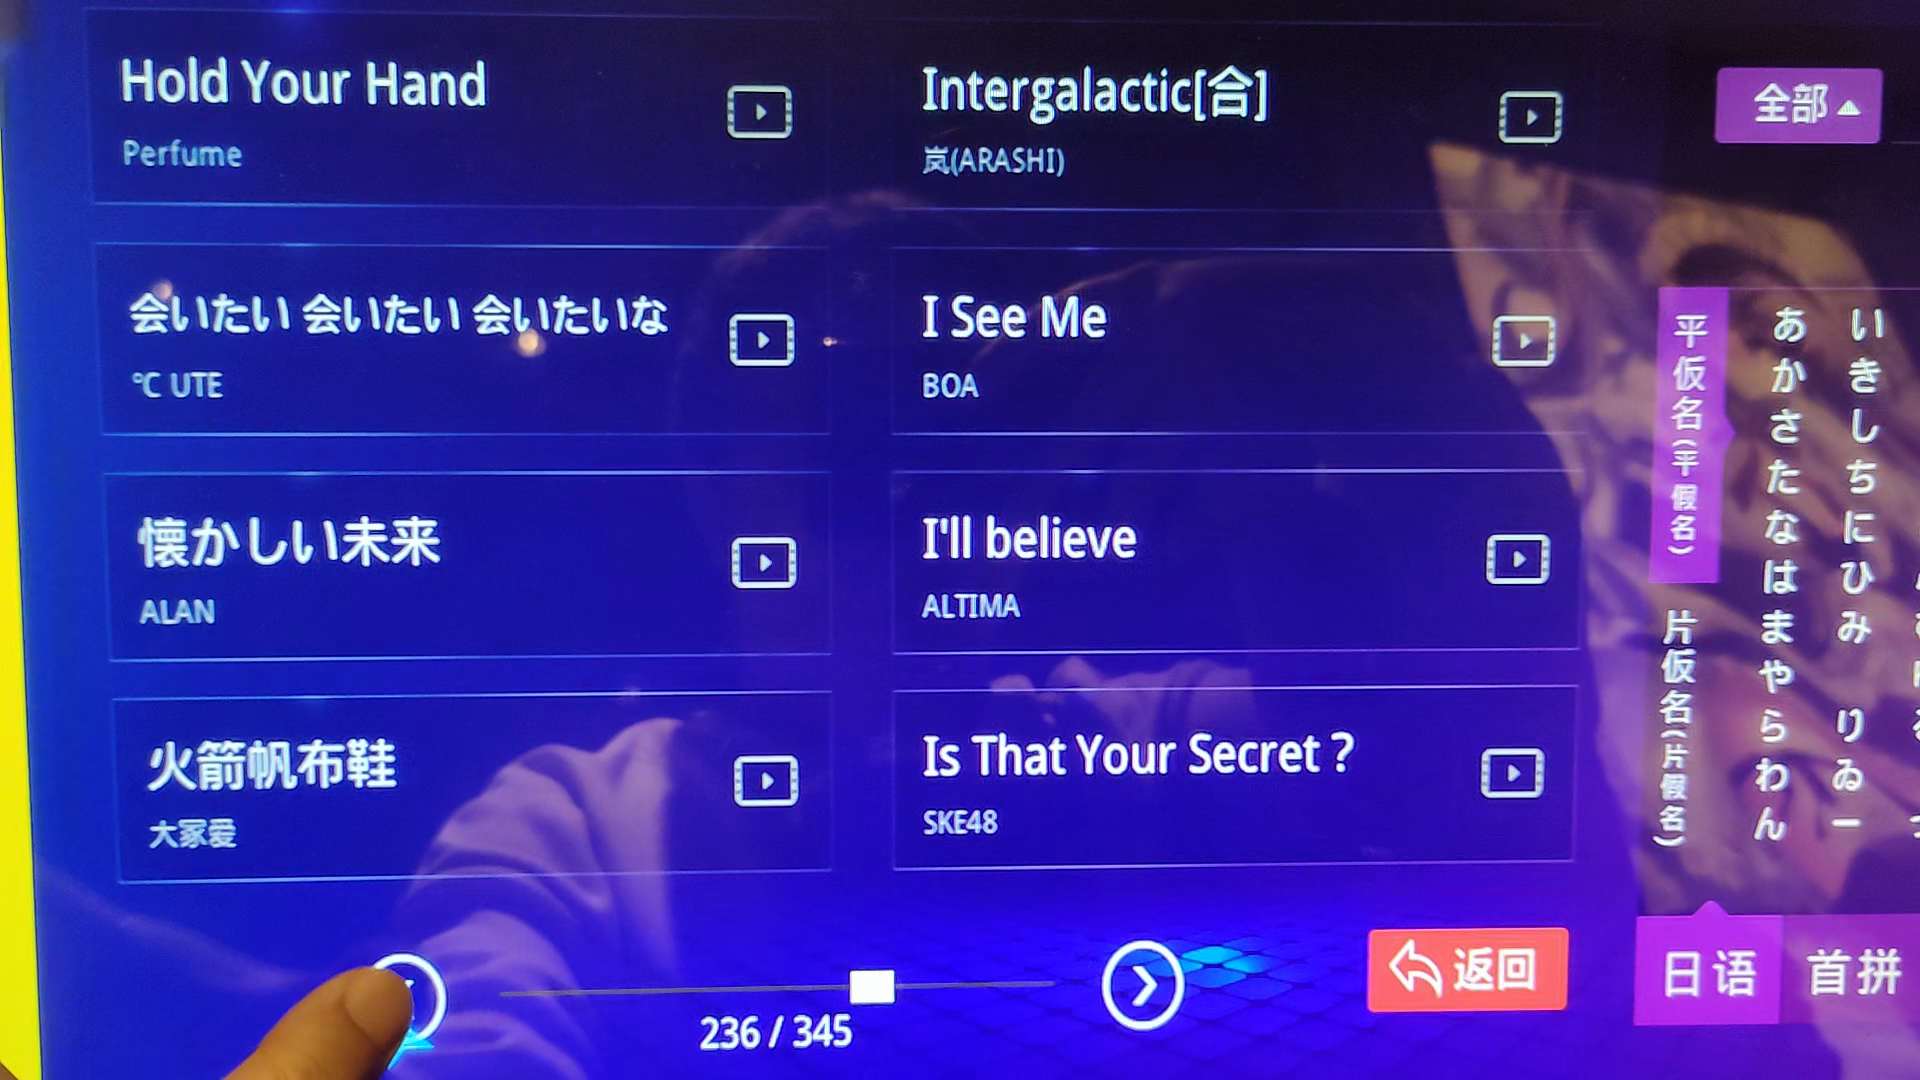 Hold Your Hand
Perfume
Intergalactic[合]
岚(ARASHI)
会いたい 会いたい 会いたいな
℃ UTE
I See Me
BOA
懐かしい未来
ALAN
I'll believe
ALTIMA
火箭帆布鞋
大冢爱
Is That Your Secret ?
SKE48
236 / 345
返回
全部
平仮名(平假名)
片仮名(片假名)
あかさたなはまやらわん
いきしちにひみ りゐー
日语
首拼